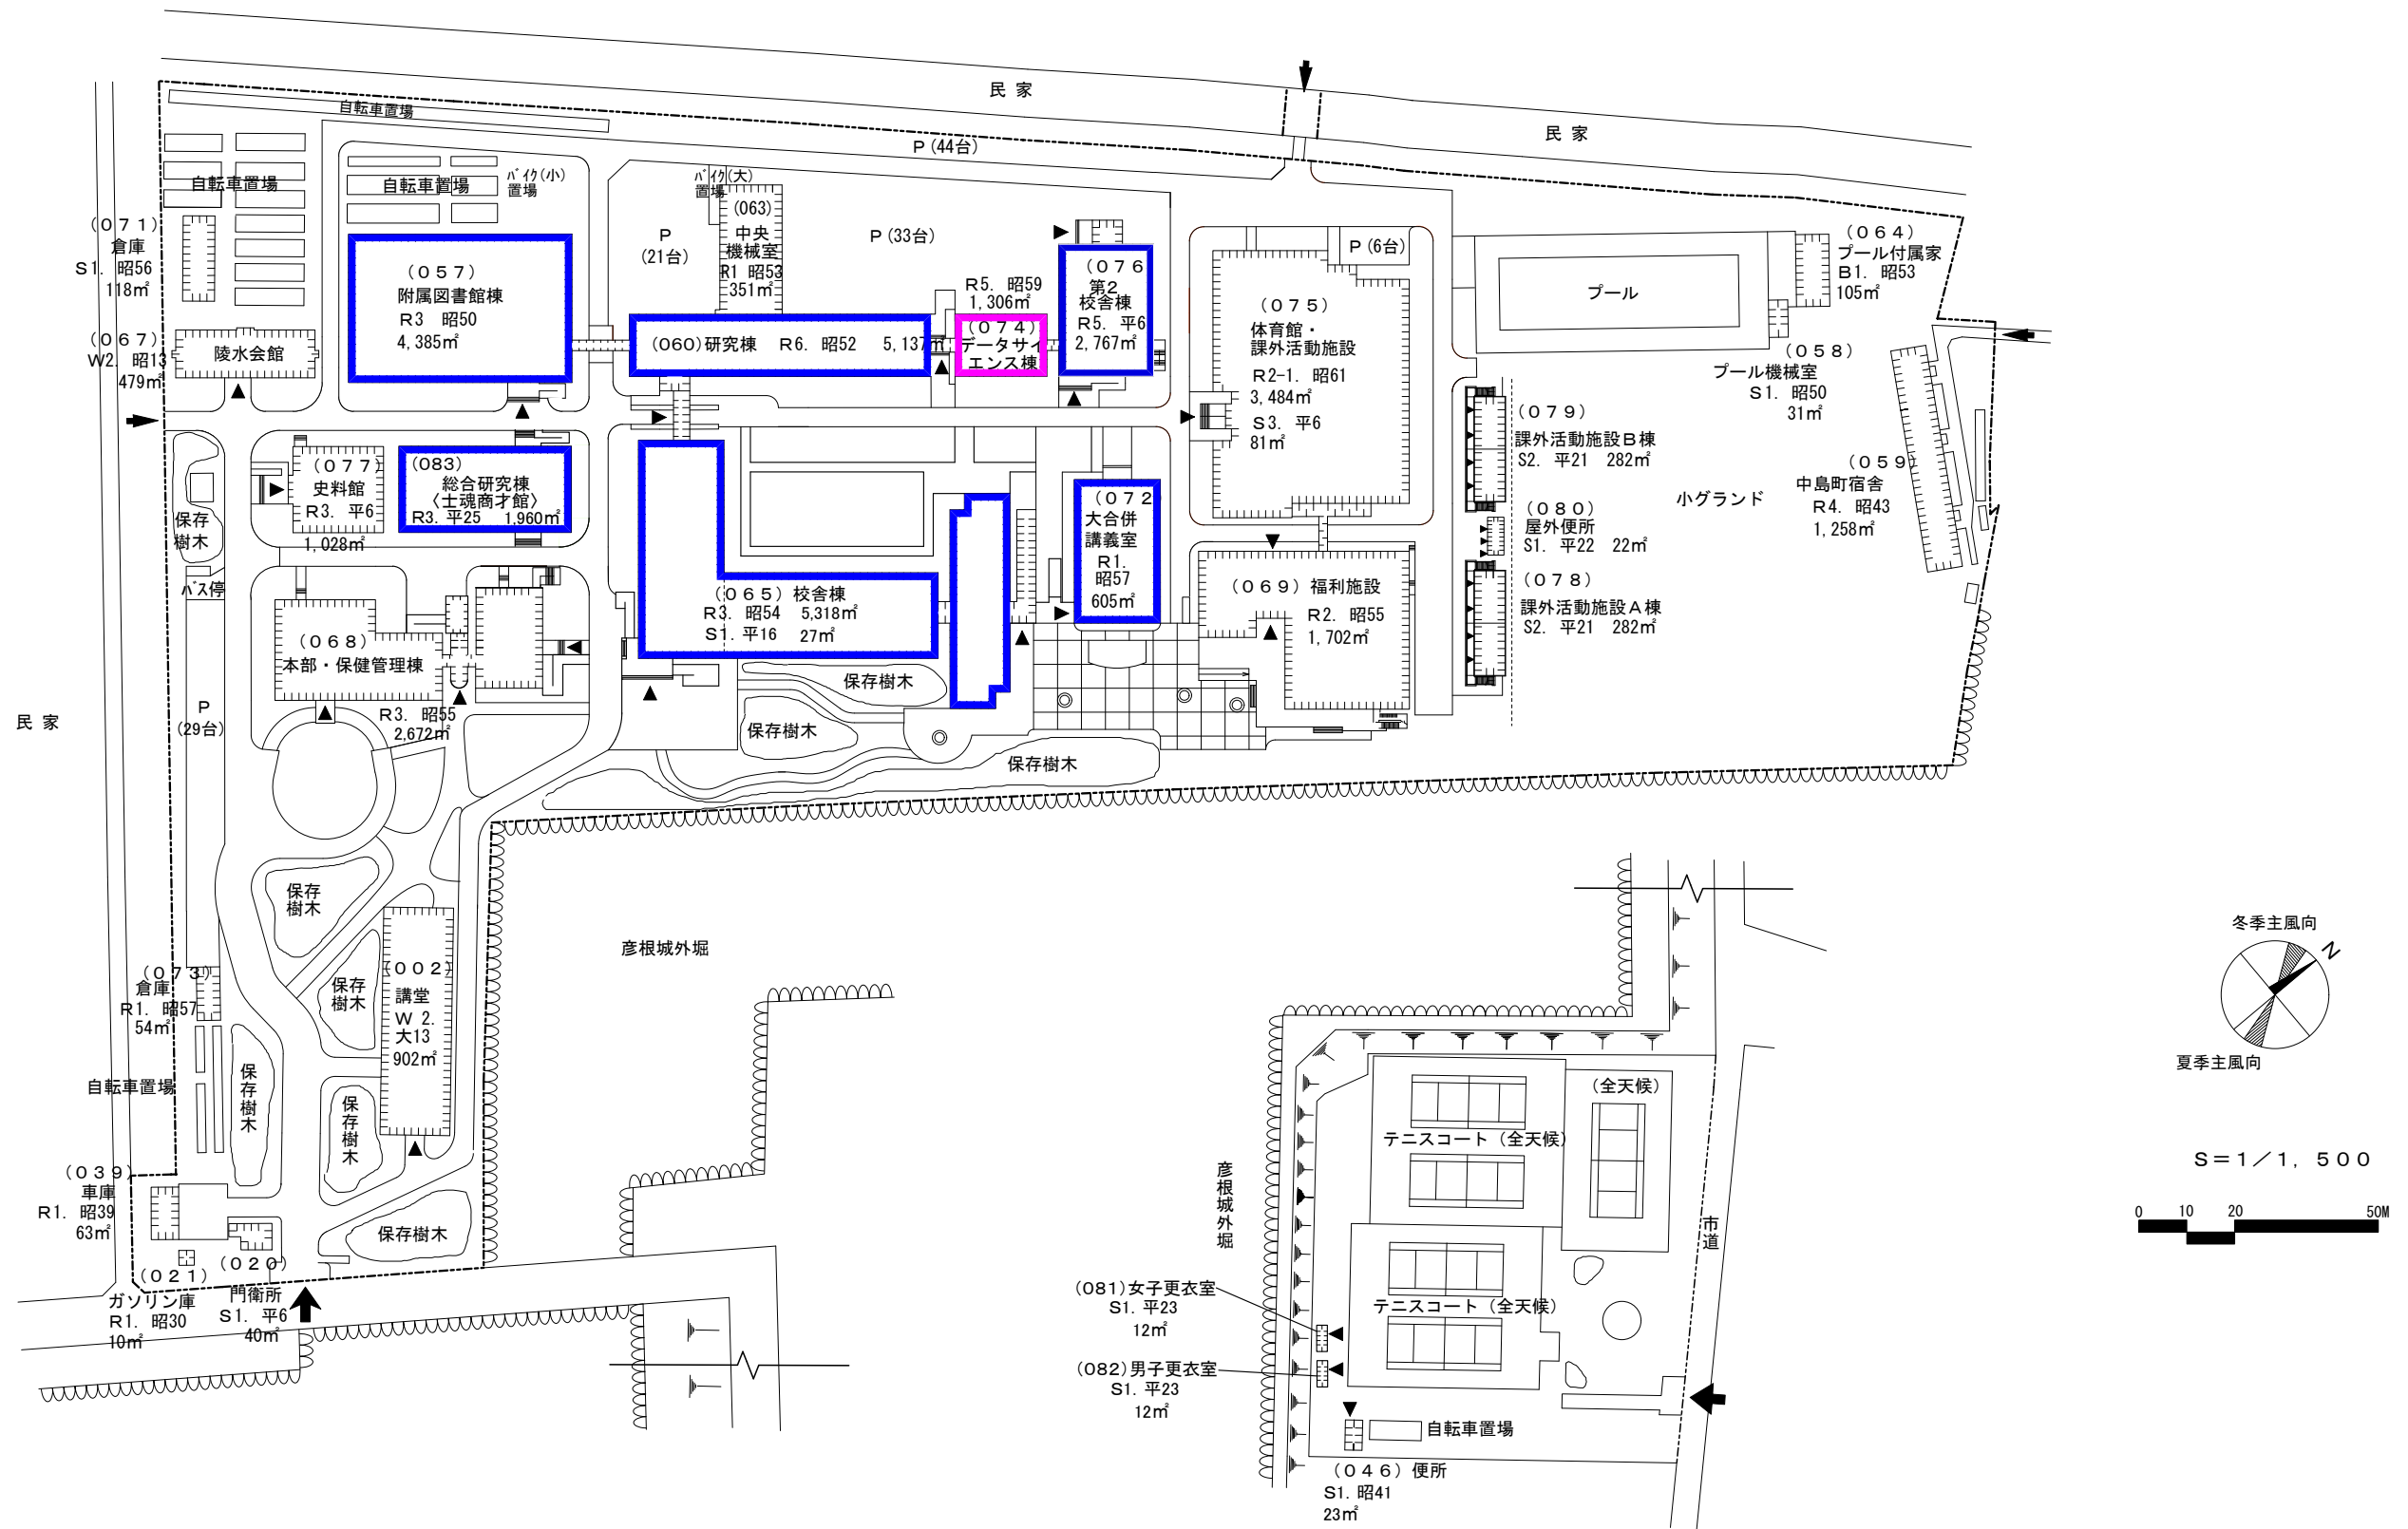 民 家
民 家
自転車置場
P(44台)
自転車置場
自転車置場
ﾊﾞｲｸ(小)
置場
ﾊﾞｲｸ(大)
置場
(063)
中央
機械室
R1 昭53
351㎡
P
(21台)
P(33台)
P(6台)
(071)
倉庫
S1. 昭56
118㎡
(057)
附属図書館棟
R3 昭50
4,385㎡
R5. 昭59
1,306㎡
(074)
データサイ
エンス棟
(076
第2
校舎棟
R5. 平6
2,767㎡
(075)
体育館・
課外活動施設
R2-1. 昭61
3,484㎡
S3. 平6
81㎡
プール
(064)
プール付属家
B1. 昭53
105㎡
(067)
W2. 昭13
479㎡
陵水会館
(060)研究棟 R6. 昭52 5,137㎡
(058)
プール機械室
S1. 昭50
31㎡
(079)
課外活動施設B棟
S2. 平21 282㎡
(059)
中島町宿舎
R4. 昭43
1,258㎡
小グランド
(077)
史料館
R3. 平6
1,028㎡
(083)
総合研究棟
〈士魂商才館〉
R3. 平25 1,960㎡
(072
大合併
講義室
R1.
昭57
605㎡
(080)
屋外便所
S1. 平22 22㎡
保存
樹木
バス停
(078)
課外活動施設A棟
S2. 平21 282㎡
(065)校舎棟
R3. 昭54 5,318㎡
S1. 平16 27㎡
(069)福利施設
R2. 昭55
1,702㎡
(068)
本部・保健管理棟
R3. 昭55
2,672㎡
保存樹木
保存樹木
保存樹木
民 家
P
(29台)
保存
樹木
彦根城外堀
(002)
講堂
W 2.
大13
902㎡
保存
樹木
(073)
倉庫
R1. 昭57
54㎡
自転車置場
保存樹木
保存樹木
保存樹木
(039)
車庫
R1. 昭39
63㎡
(021)
ガソリン庫
R1. 昭30
10㎡
(020)
門衛所
S1. 平6
40㎡
冬季主風向
N
夏季主風向
(全天候)
テニスコート(全天候)
彦根城外堀
市道
テニスコート(全天候)
S=1/1,500
0 10 20 50M
(081)女子更衣室
S1. 平23
12㎡
(082)男子更衣室
S1. 平23
12㎡
自転車置場
(046)便所
S1. 昭41
23㎡